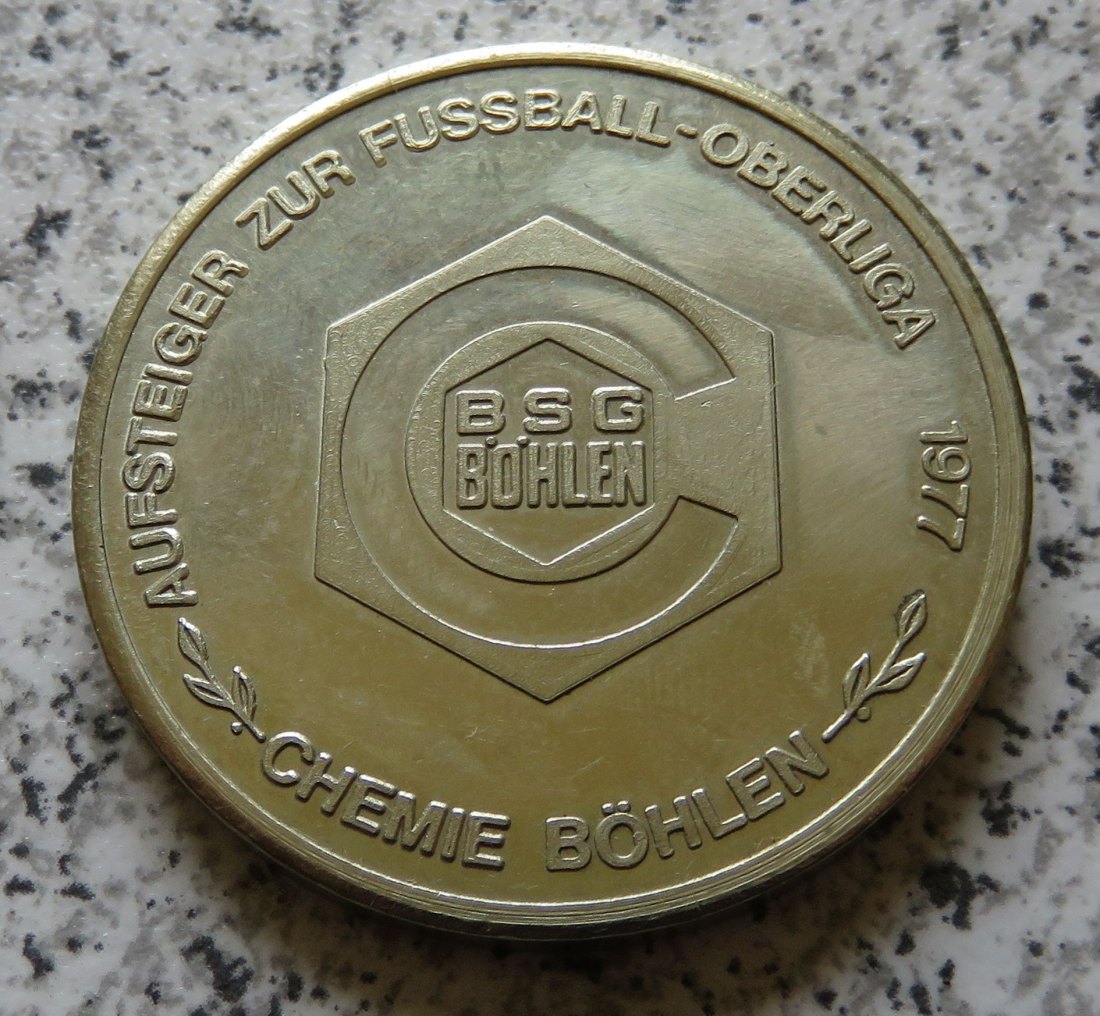 AUFSTEIGER ZUR FUSSBALL-OBERLIGA 1977
BSG
BÖHLEN
CHEMIE BÖHLEN